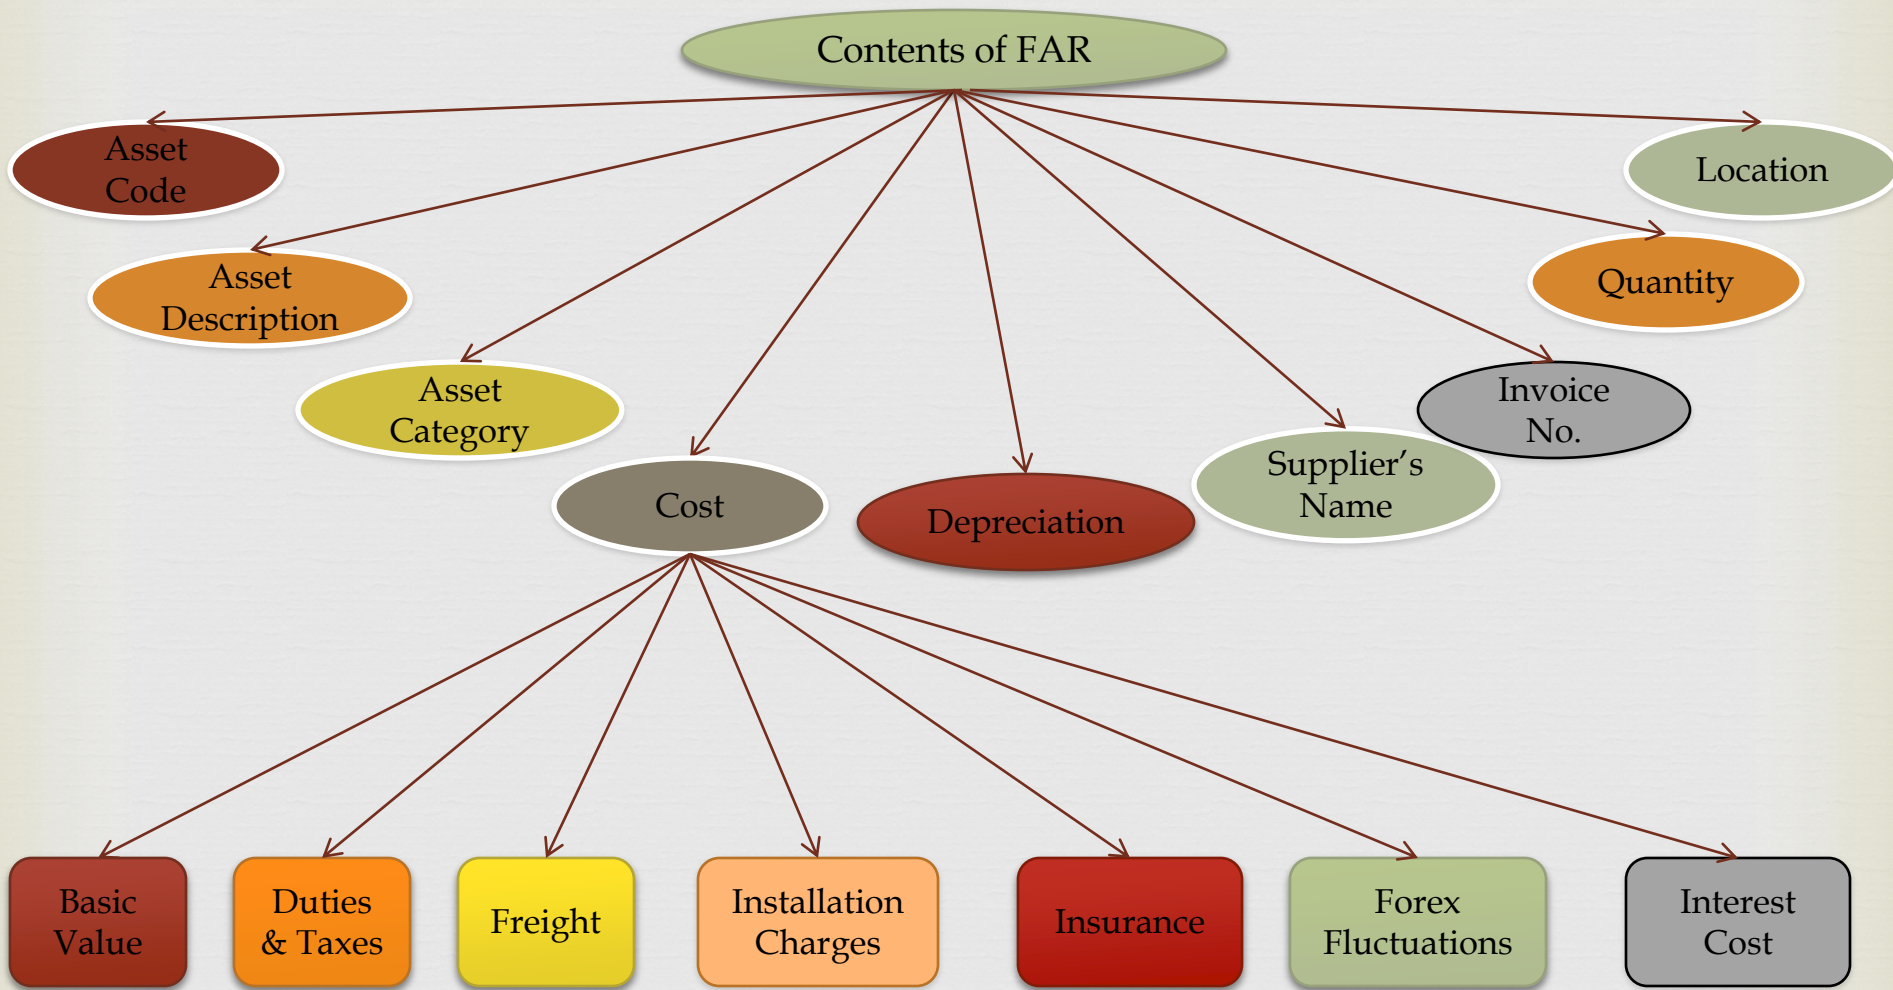 Contents of FAR
Asset
Code
Location
Asset
Description
Quantity
Asset
Category
Invoice
No.
Cost
Depreciation
Supplier’s
Name
Basic
Value
Duties
& Taxes
Freight
Installation
Charges
Insurance
Forex
Fluctuations
Interest
Cost